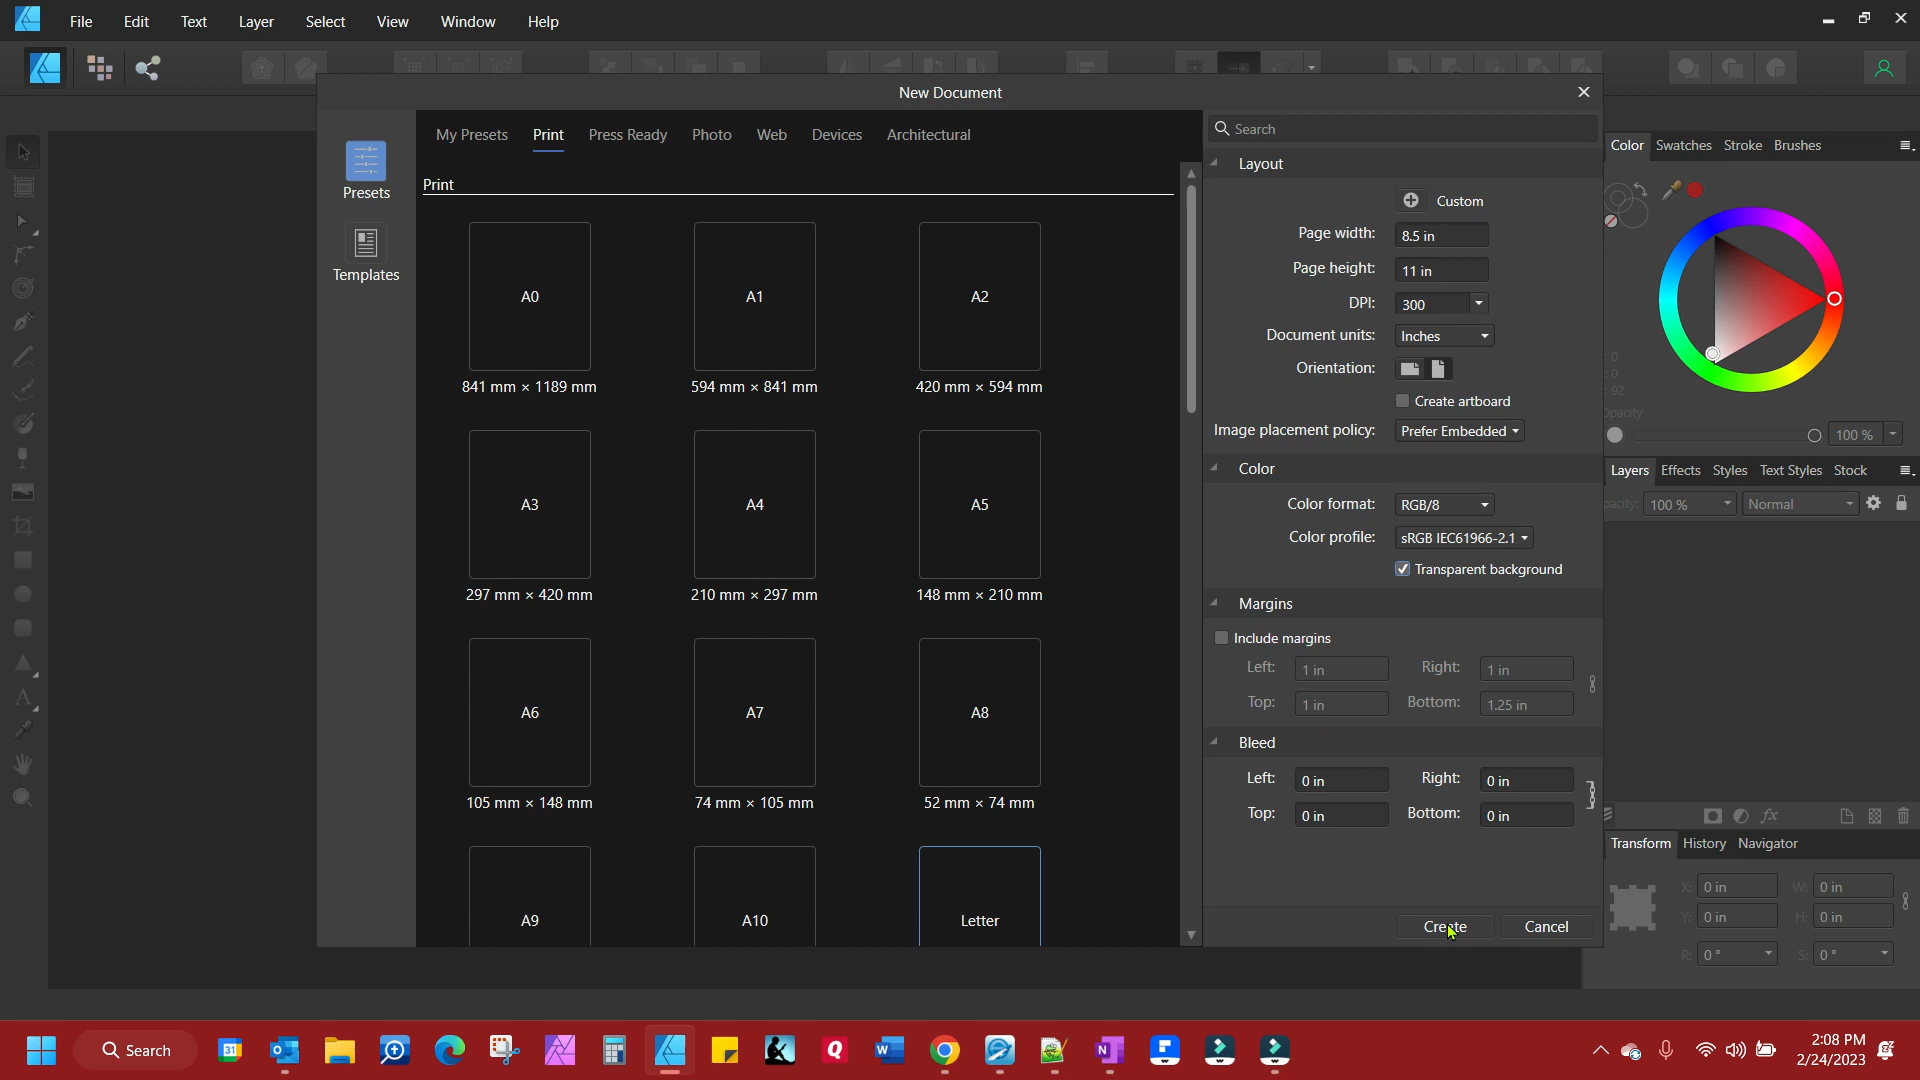 File Edit Text Layer Select View Window Help
New Document
My Presets Print Press Ready Photo Web Devices Architectural
Search
Presets
Templates
Print
A0
841 mm × 1189 mm
A1
594 mm × 841 mm
A2
420 mm × 594 mm
A3
297 mm × 420 mm
A4
210 mm × 297 mm
A5
148 mm × 210 mm
A6
105 mm × 148 mm
A7
74 mm × 105 mm
A8
52 mm × 74 mm
A9
A10
Letter
Layout
Custom
Page width: 8.5 in
Page height: 11 in
DPI: 300
Document units: Inches
Orientation:
Create artboard
Image placement policy: Prefer Embedded
Color
Color format: RGB/8
Color profile: sRGB IEC61966-2.1
Transparent background
Margins
Include margins
Left: 1 in Right: 1 in
Top: 1 in Bottom: 1.25 in
Bleed
Left: 0 in Right: 0 in
Top: 0 in Bottom: 0 in
Create Cancel
Color Swatches Stroke Brushes
: 0
: 0
: 92
Opacity
100 %
Layers Effects Styles Text Styles Stock
pacity: 100 % Normal
Transform History Navigator
X: 0 in W: 0 in
Y: 0 in H: 0 in
R: 0 ° S: 0 °
Search
31
2:08 PM
2/24/2023